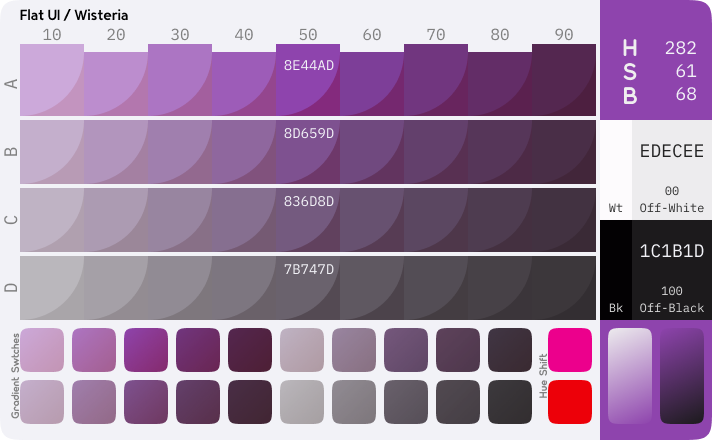 Flat UI / Wisteria
10 20 30 40 50 60 70 80 90
A
8E44AD
B
8D659D
C
836D8D
D
7B747D
Gradient Swtches
Hue Shift
H 282
S 61
B 68
EDECEE
00
Wt Off-White
1C1B1D
100
Bk Off-Black